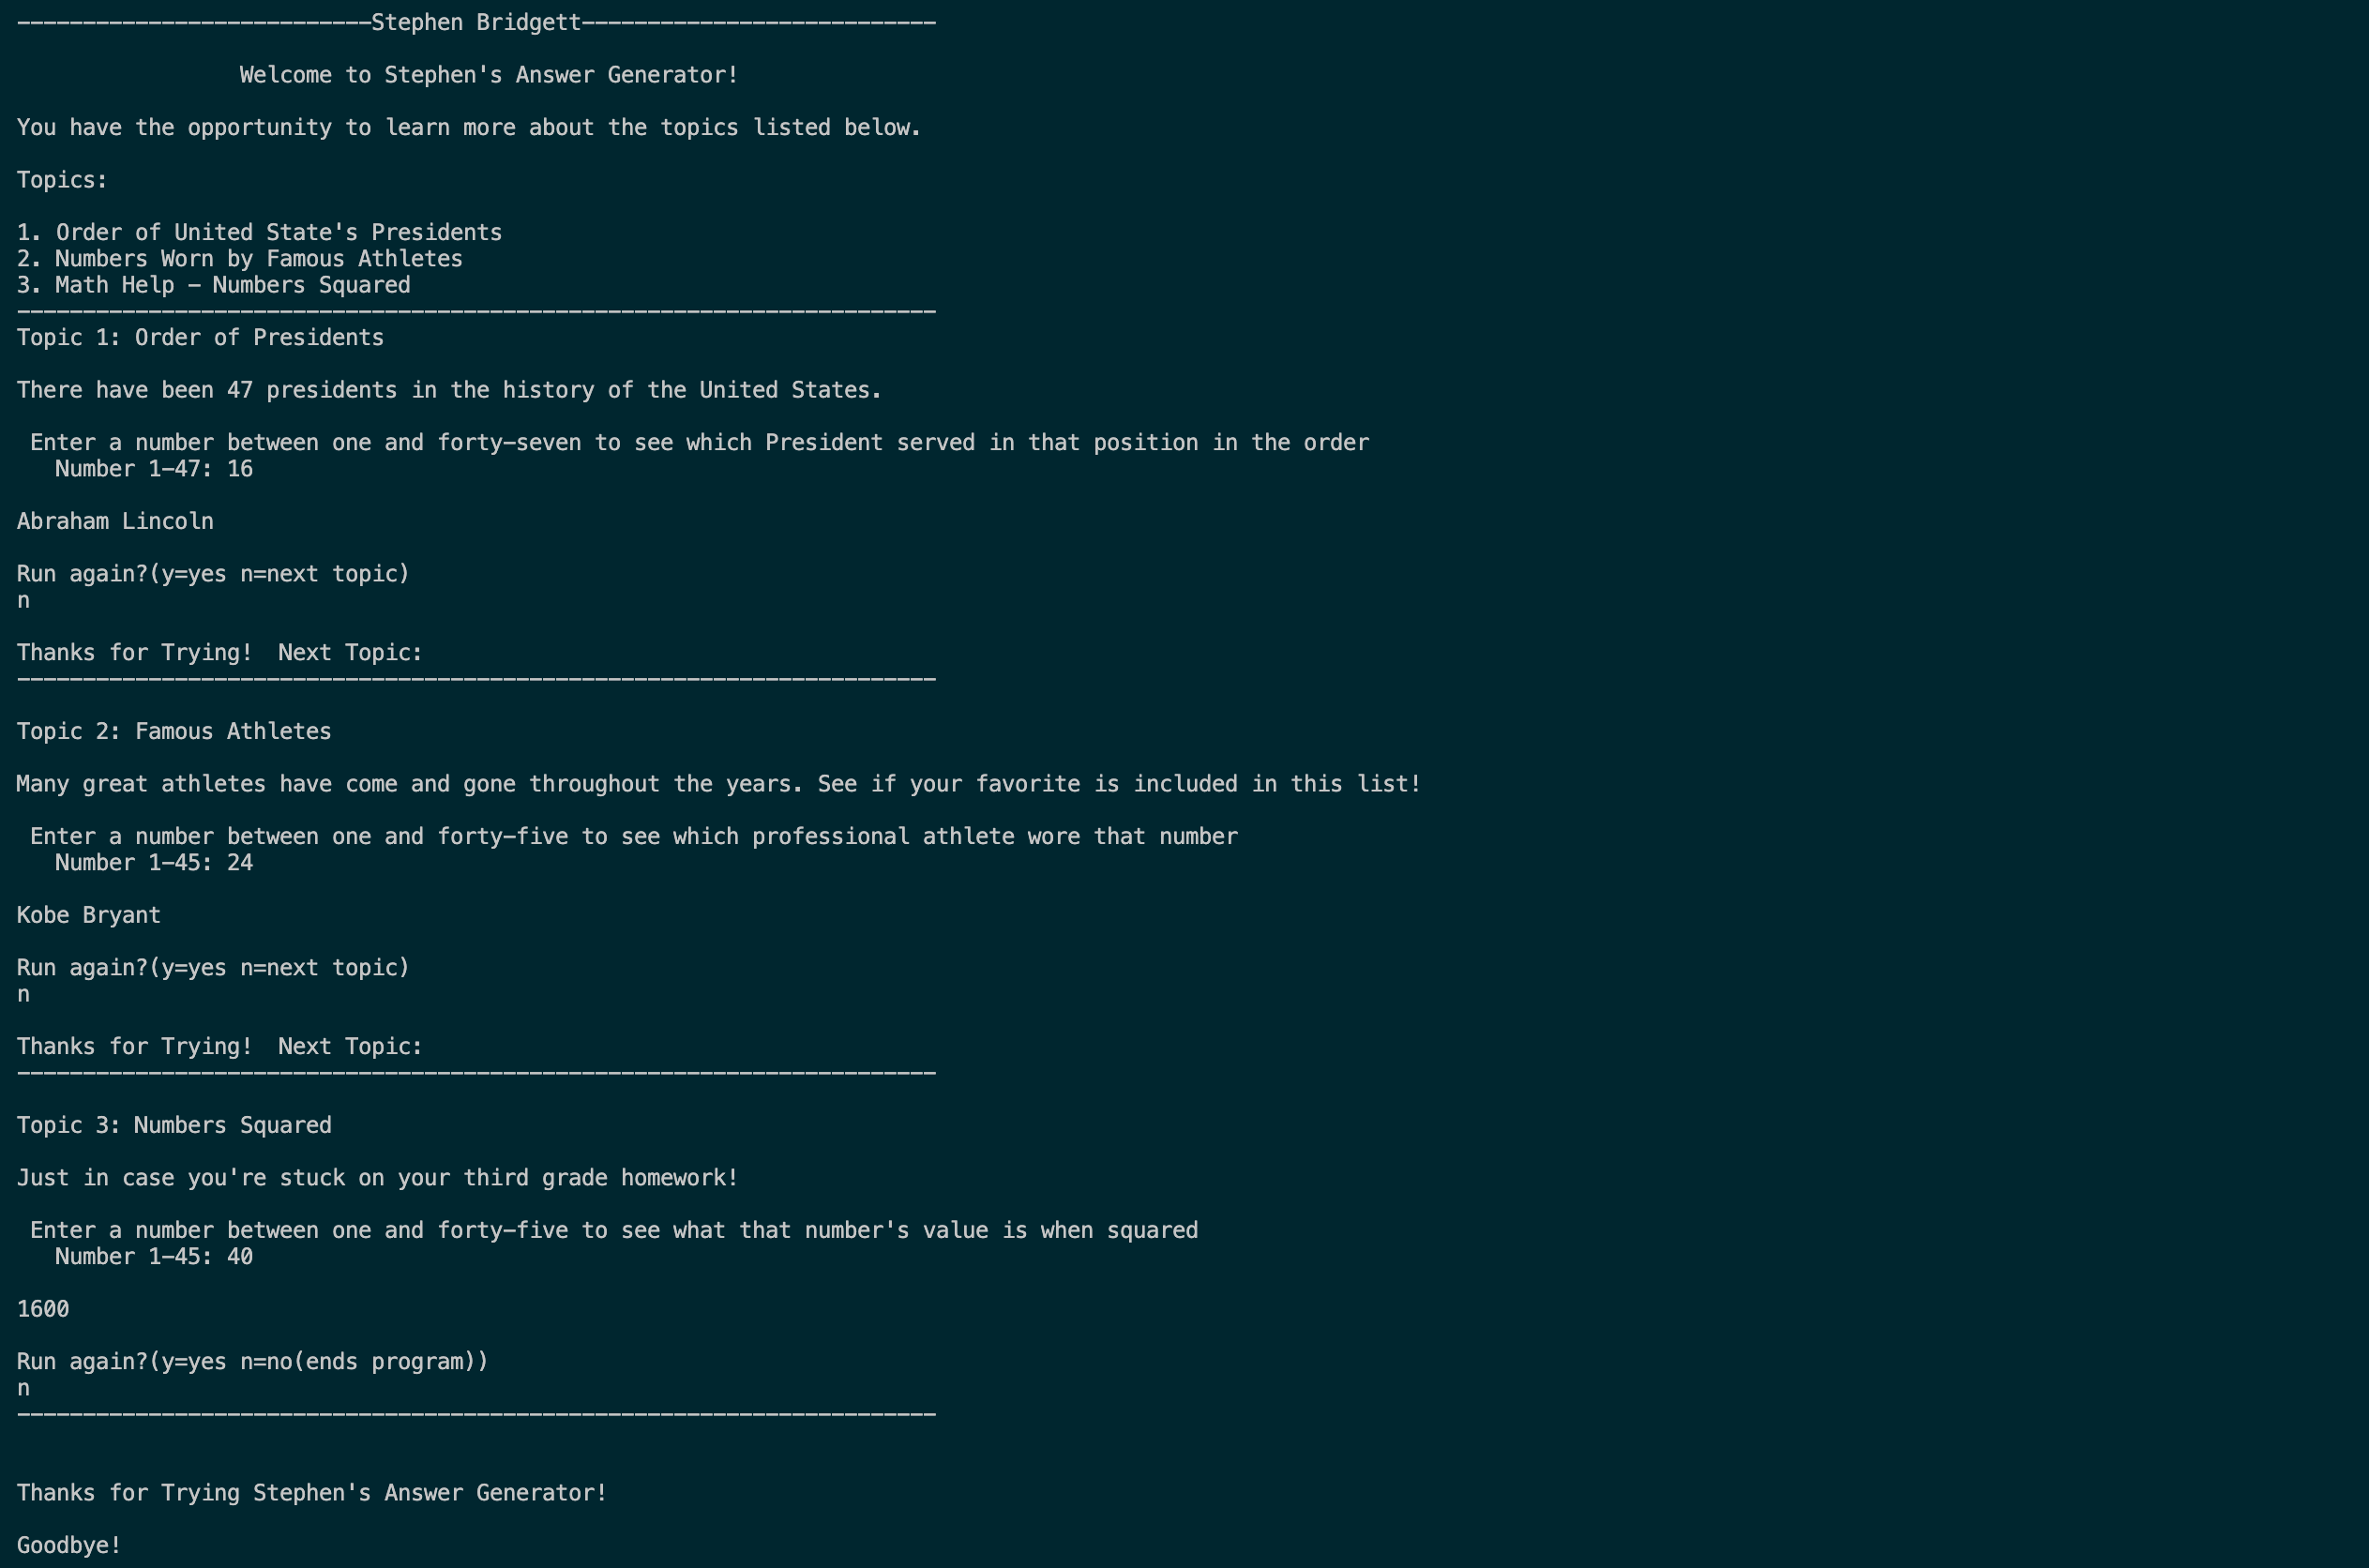 ---------------------------Stephen Bridgett---------------------------
Welcome to Stephen's Answer Generator!
You have the opportunity to learn more about the topics listed below.
Topics:
1. Order of United State's Presidents
2. Numbers Worn by Famous Athletes
3. Math Help - Numbers Squared
----------------------------------------------------------------------
Topic 1: Order of Presidents
There have been 47 presidents in the history of the United States.
Enter a number between one and forty-seven to see which President served in that position in the order
Number 1-47: 16
Abraham Lincoln
Run again?(y=yes n=next topic)
n
Thanks for Trying!  Next Topic:
----------------------------------------------------------------------
Topic 2: Famous Athletes
Many great athletes have come and gone throughout the years. See if your favorite is included in this list!
Enter a number between one and forty-five to see which professional athlete wore that number
Number 1-45: 24
Kobe Bryant
Run again?(y=yes n=next topic)
n
Thanks for Trying!  Next Topic:
----------------------------------------------------------------------
Topic 3: Numbers Squared
Just in case you're stuck on your third grade homework!
Enter a number between one and forty-five to see what that number's value is when squared
Number 1-45: 40
1600
Run again?(y=yes n=no(ends program))
n
----------------------------------------------------------------------
Thanks for Trying Stephen's Answer Generator!
Goodbye!